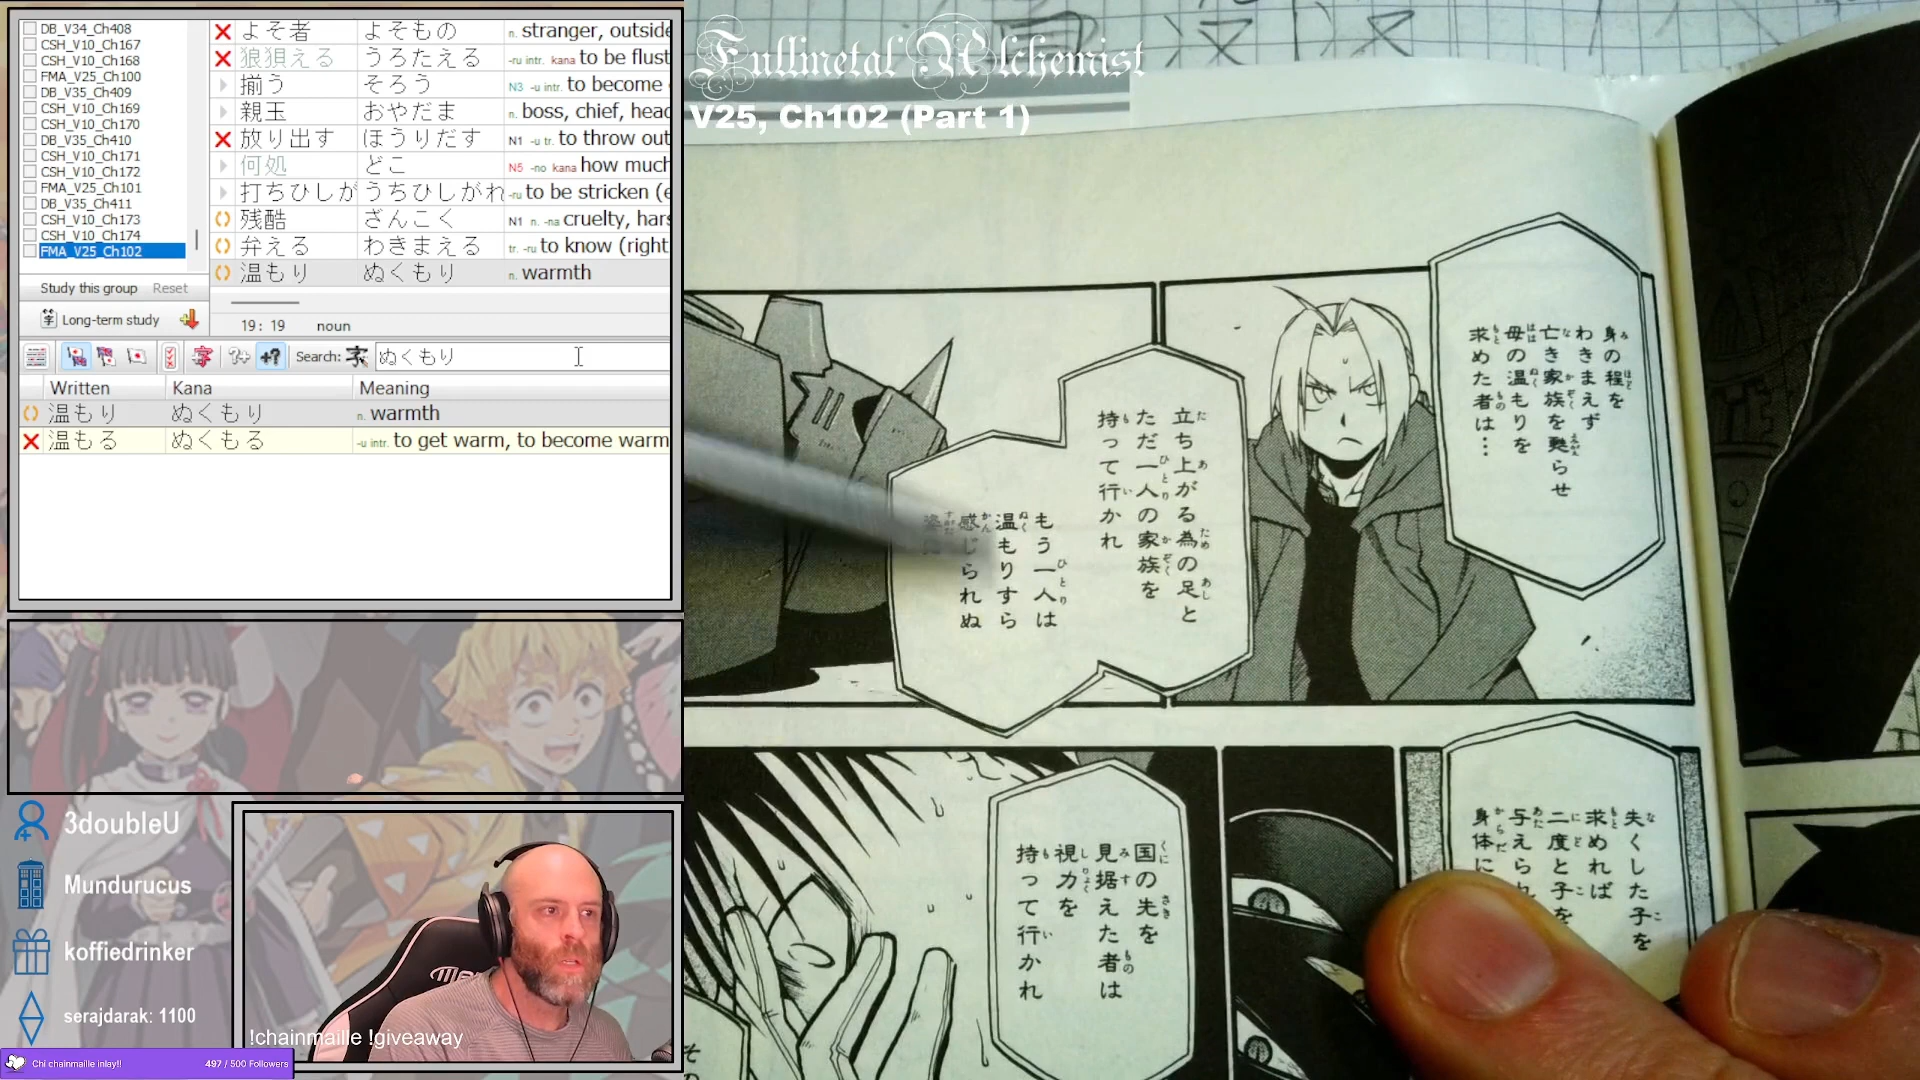 DB_V34_Ch408
CSH_V10_Ch167
CSH_V10_Ch168
FMA_V25_Ch100
DB_V35_Ch409
CSH_V10_Ch169
CSH_V10_Ch170
DB_V35_Ch410
CSH_V10_Ch171
CSH_V10_Ch172
FMA_V25_Ch101
DB_V35_Ch411
CSH_V10_Ch173
CSH_V10_Ch174
FMA_V25_Ch102
Study this group Reset
Long-term study
よそ者 よそもの n. stranger, outside
狼狽える うろたえる -ru intr. kana to be flust
揃う そろう N3 -u intr. to become
親玉 おやだま n. boss, chief, head
放り出す ほうりだす N1 -u tr. to throw out
何処 どこ N5 -no kana how much
打ちひしが うちひしがれ -ru to be stricken (e
残酷 ざんこく N1 n. -na cruelty, hars
弁える わきまえる tr. -ru to know (right
温もり ぬくもり n. warmth
19: 19 noun
Search: ぬくもり
Written Kana Meaning
温もり ぬくもり n. warmth
温もる ぬくもる -u intr. to get warm, to become warm
3doubleU
Mundurucus
koffiedrinker
serajdarak: 1100
!chainmaille !giveaway
Chi chainmaille inlay!!
497 / 500 Followers
Fullmetal Alchemist
V25, Ch102 (Part 1)
身の程を
わきまえず
亡き家族を甦らせ
母の温もりを
求めた者は…
立ち上がる為の足と
ただ一人の家族を
持って行かれ
もう一人は
温もりすら
感じられぬ
失くした子を
求めれば
二度と子を
与えられ
身体に
国の先を
見据えた者は
視力を
持って行かれ
その